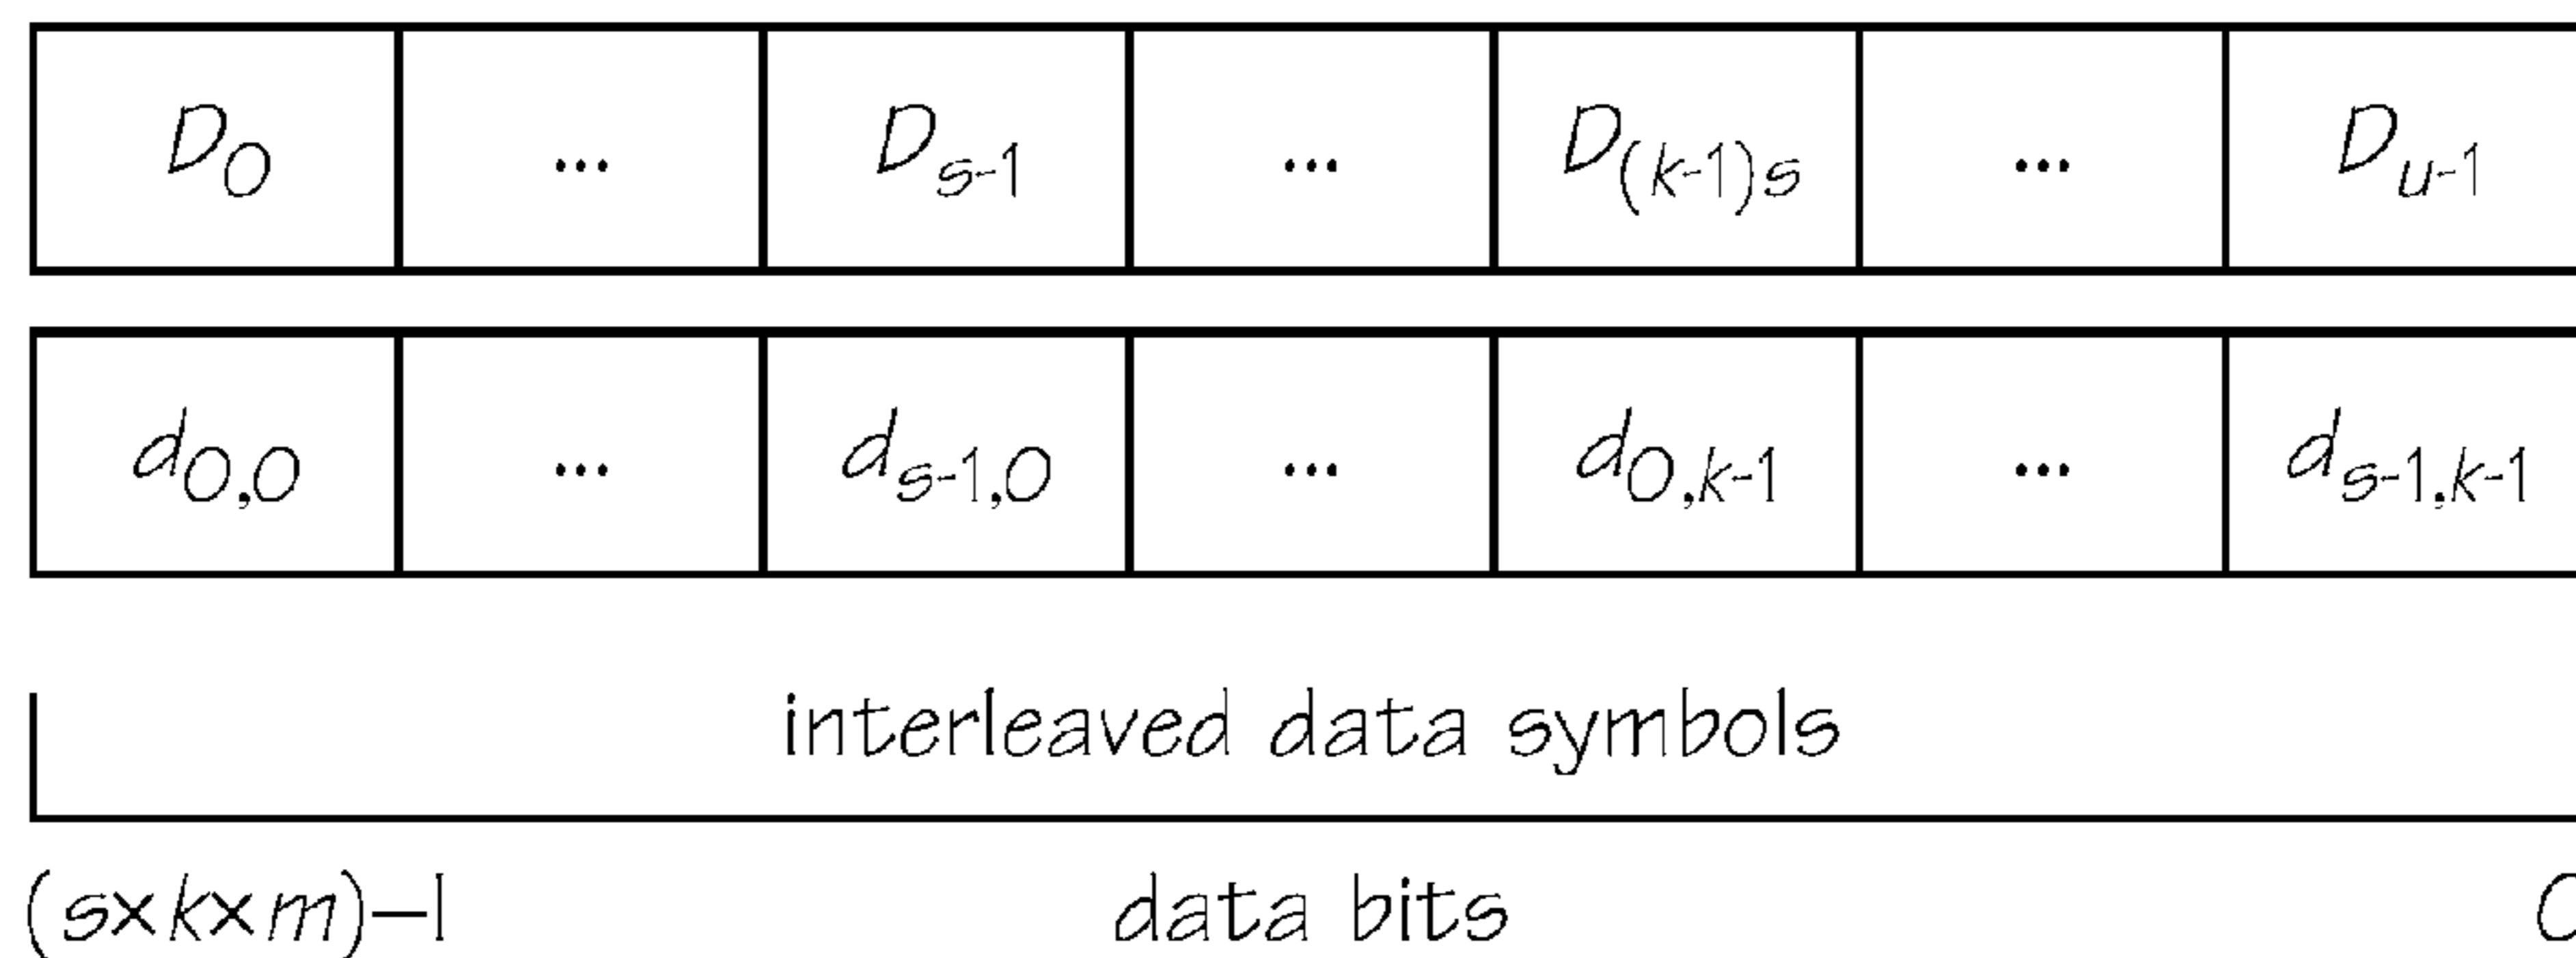 D0 ... Ds-1 ... D(k-1)s ... Du-1
d0,0 ... ds-1,0 ... d0,k-1 ... ds-1,k-1
interleaved data symbols
(s×k×m)–1 data bits